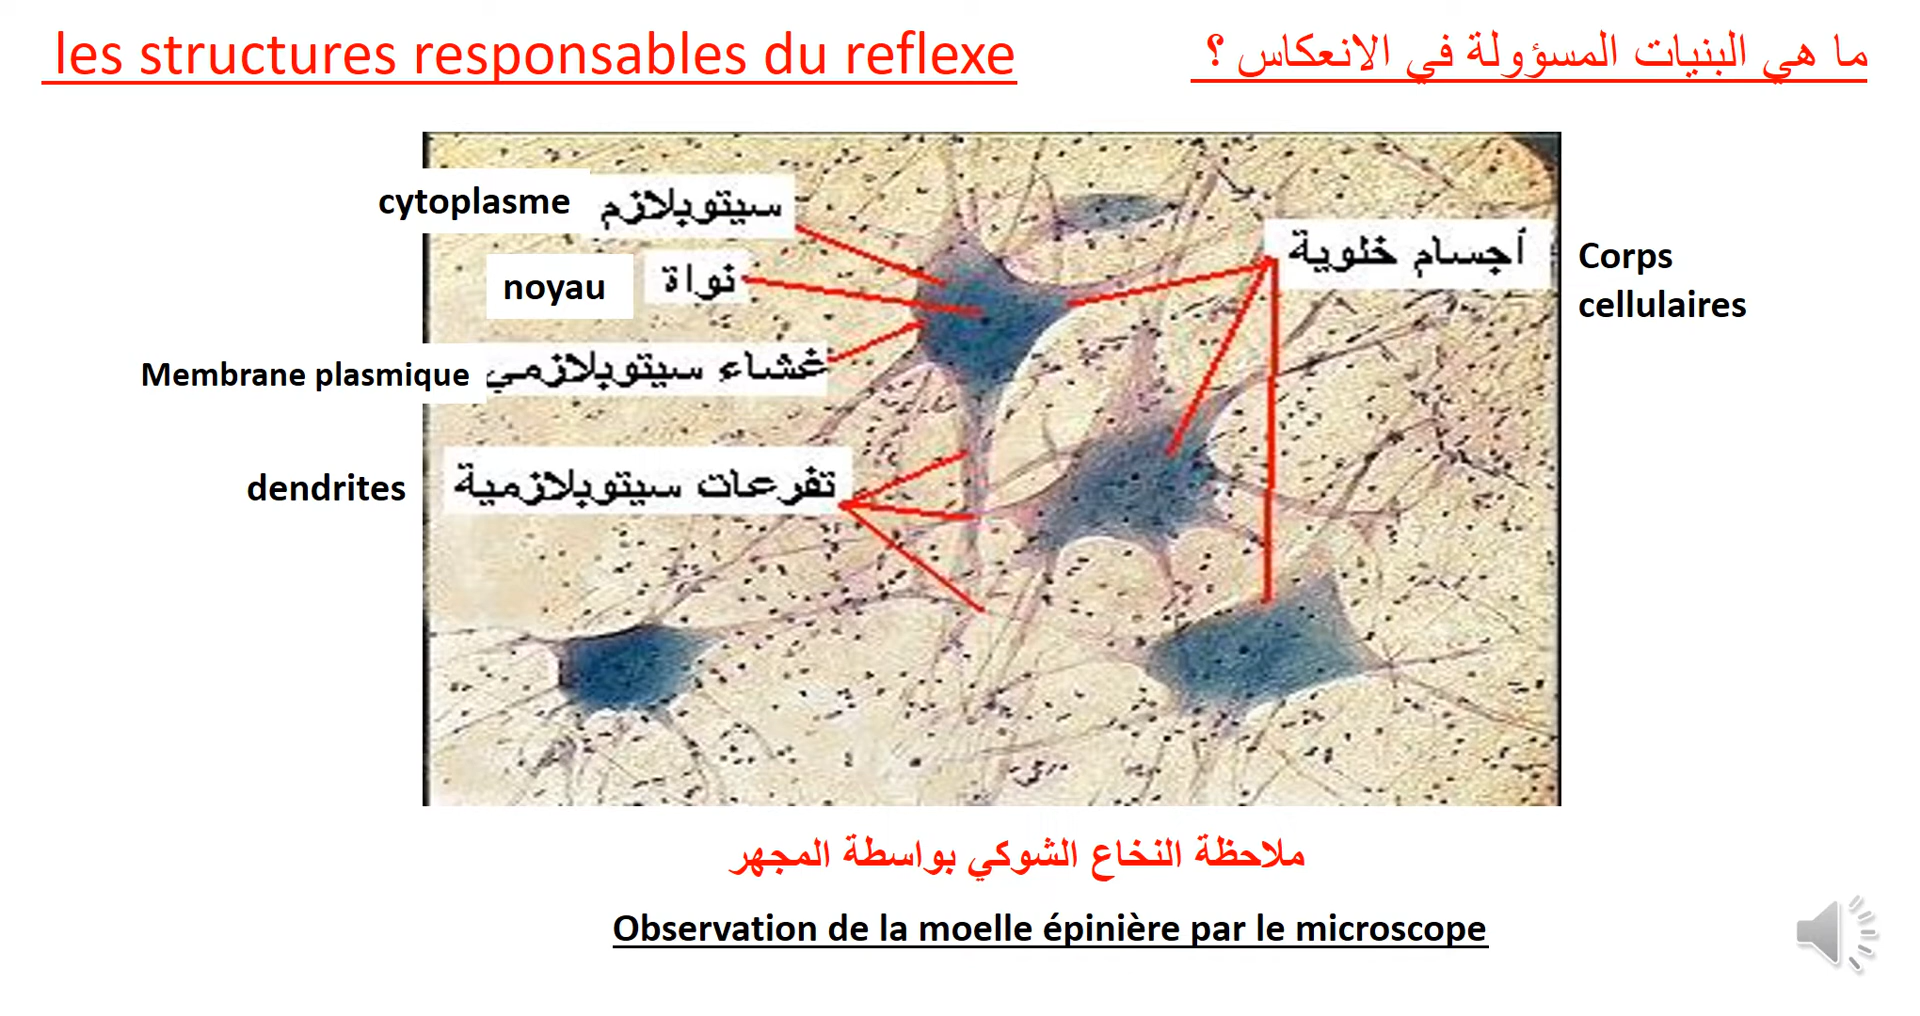 les structures responsables du reflexe
ما هي البنيات المسؤولة في الانعكاس ؟
cytoplasme
سيتوبلازم
noyau
نواة
Membrane plasmique
غشاء سيتوبلازمي
dendrites
تفرعات سيتوبلازمية
أجسام خلوية
Corps
cellulaires
ملاحظة النخاع الشوكي بواسطة المجهر
Observation de la moelle épinière par le microscope